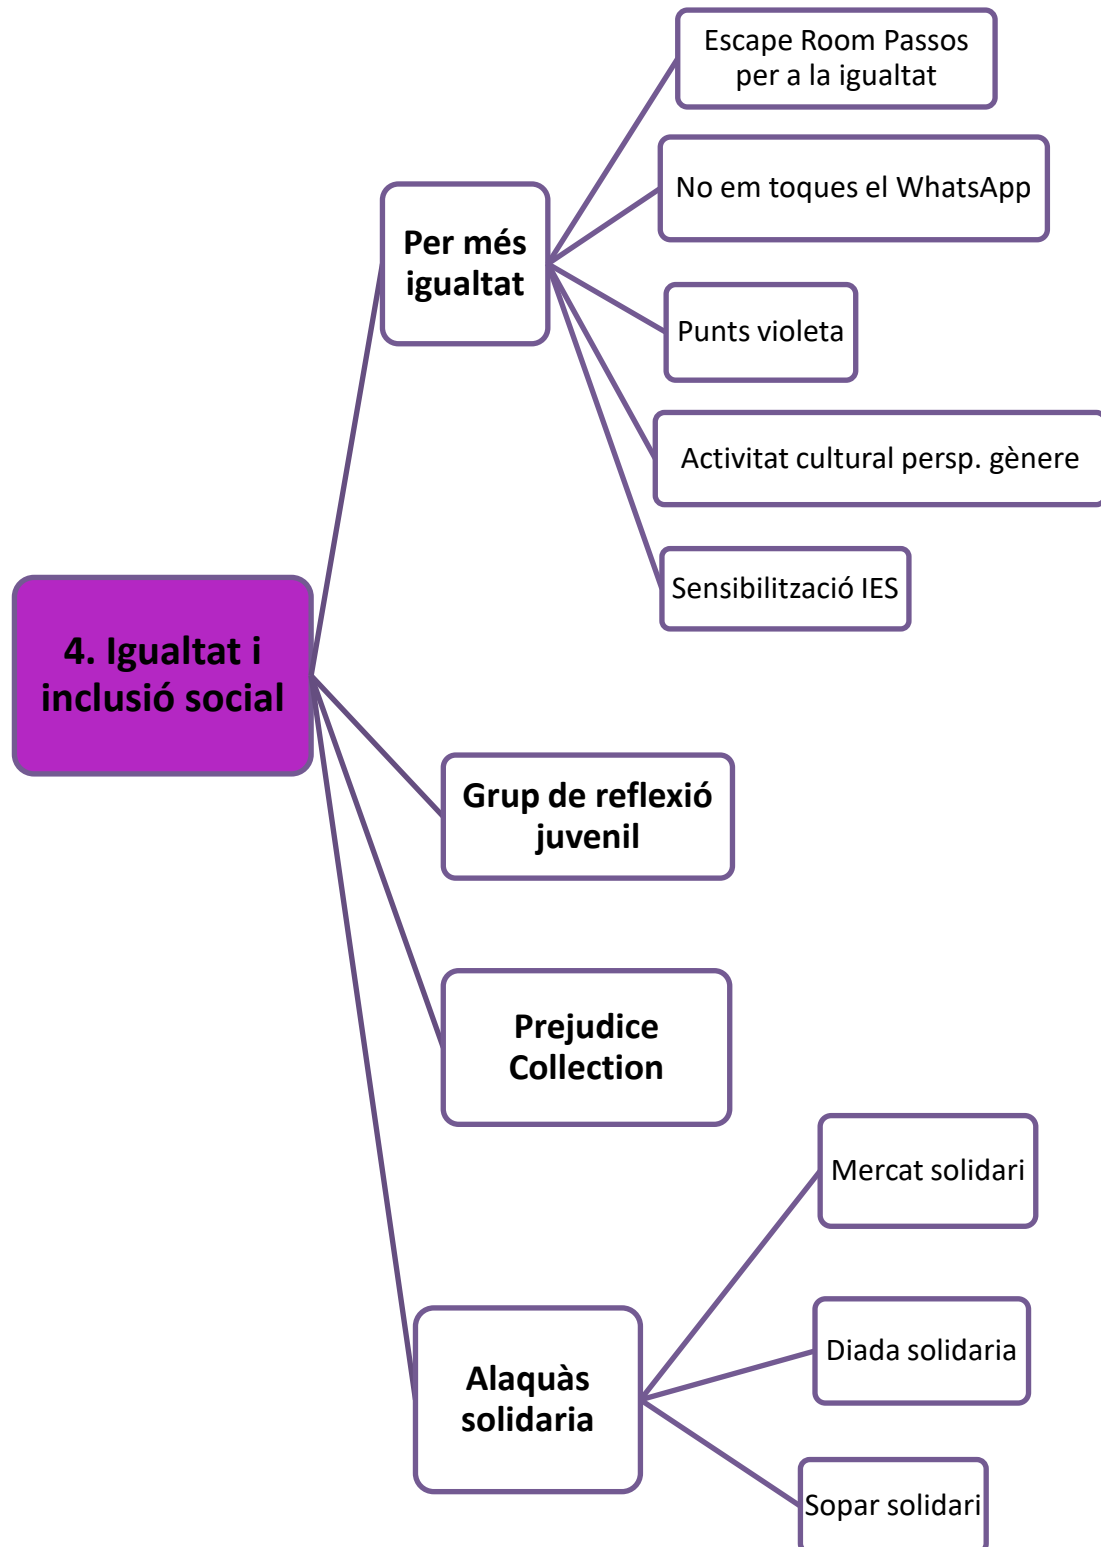 Escape Room Passos
per a la igualtat
No em toques el WhatsApp
Per més
igualtat
Punts violeta
Activitat cultural persp. gènere
Sensibilització IES
4. Igualtat i
inclusió social
Grup de reflexió
juvenil
Prejudice
Collection
Mercat solidari
Diada solidaria
Alaquàs
solidaria
Sopar solidari